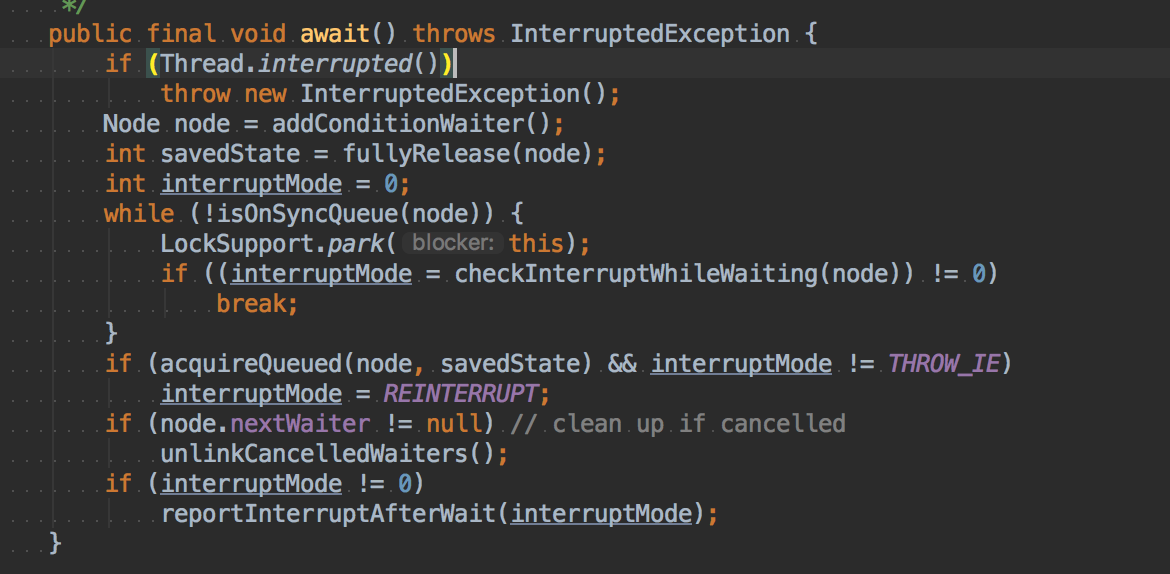 */
public final void await() throws InterruptedException {
if (Thread.interrupted())
throw new InterruptedException();
Node node = addConditionWaiter();
int savedState = fullyRelease(node);
int interruptMode = 0;
while (!isOnSyncQueue(node)) {
LockSupport.park( blocker: this);
if ((interruptMode = checkInterruptWhileWaiting(node)) != 0)
break;
}
if (acquireQueued(node, savedState) && interruptMode != THROW_IE)
interruptMode = REINTERRUPT;
if (node.nextWaiter != null) // clean up if cancelled
unlinkCancelledWaiters();
if (interruptMode != 0)
reportInterruptAfterWait(interruptMode);
}